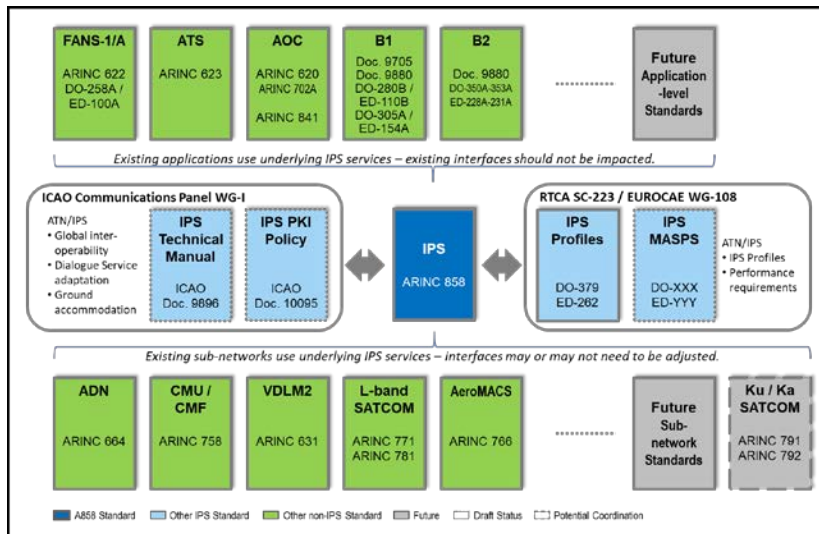 FANS-1/A
ARINC 622
DO-258A /
ED-100A
ATS
ARINC 623
AOC
ARINC 620
ARINC 702A
ARINC 841
B1
Doc. 9705
Doc. 9880
DO-280B /
ED-110B
DO-305A /
ED-154A
B2
Doc. 9880
DO-350A-353A
ED-228A-231A
Future
Application
-level
Standards
Existing applications use underlying IPS services – existing interfaces should not be impacted.
ICAO Communications Panel WG-I
ATN/IPS
• Global inter-
operability
• Dialogue Service
adaptation
• Ground
accommodation
IPS
Technical
Manual
ICAO
Doc. 9896
IPS PKI
Policy
ICAO
Doc. 10095
IPS
ARINC 858
RTCA SC-223 / EUROCAE WG-108
IPS
Profiles
DO-379
ED-262
IPS
MASPS
DO-XXX
ED-YYY
ATN/IPS
• IPS Profiles
• Performance
requirements
Existing sub-networks use underlying IPS services – interfaces may or may not need to be adjusted.
ADN
ARINC 664
CMU /
CMF
ARINC 758
VDLM2
ARINC 631
L-band
SATCOM
ARINC 771
ARINC 781
AeroMACS
ARINC 766
Future
Sub-
network
Standards
Ku / Ka
SATCOM
ARINC 791
ARINC 792
A858 Standard
Other IPS Standard
Other non-IPS Standard
Future
Draft Status
Potential Coordination